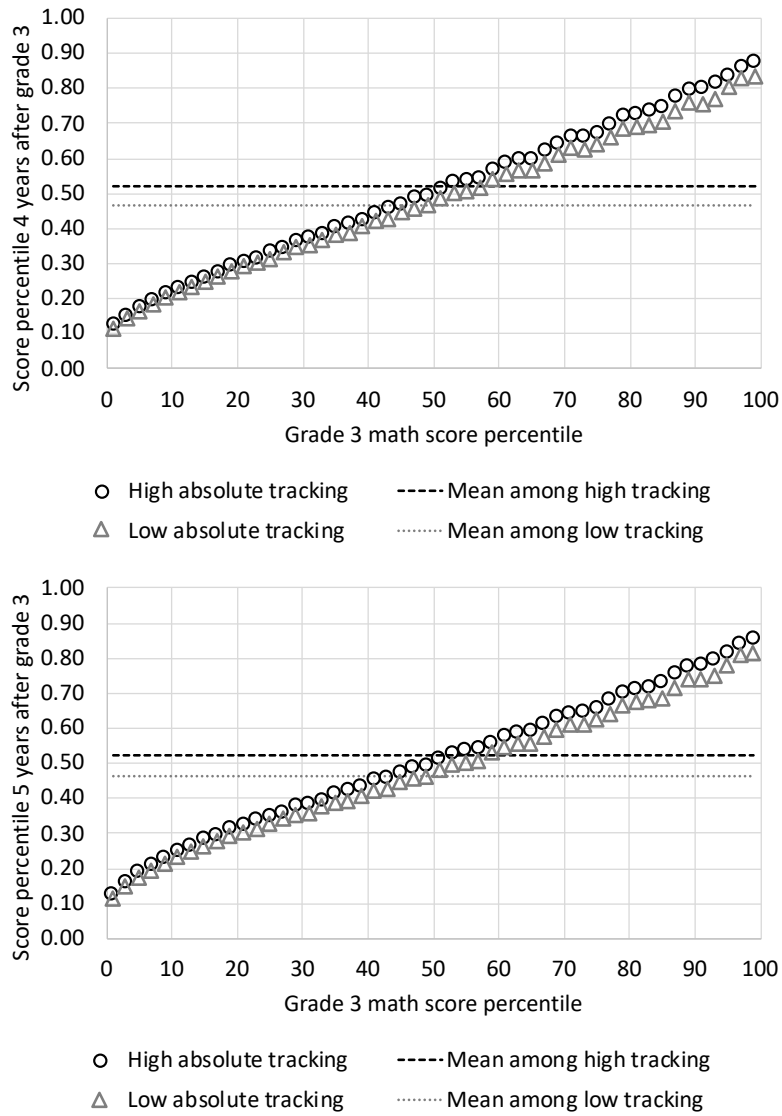 Score percentile 4 years after grade 3
1.00
0.90
0.80
0.70
0.60
0.50
0.40
0.30
0.20
0.10
0.00
0 10 20 30 40 50 60 70 80 90 100
Grade 3 math score percentile
High absolute tracking Mean among high tracking
Low absolute tracking Mean among low tracking
Score percentile 5 years after grade 3
1.00
0.90
0.80
0.70
0.60
0.50
0.40
0.30
0.20
0.10
0.00
0 10 20 30 40 50 60 70 80 90 100
Grade 3 math score percentile
High absolute tracking Mean among high tracking
Low absolute tracking Mean among low tracking